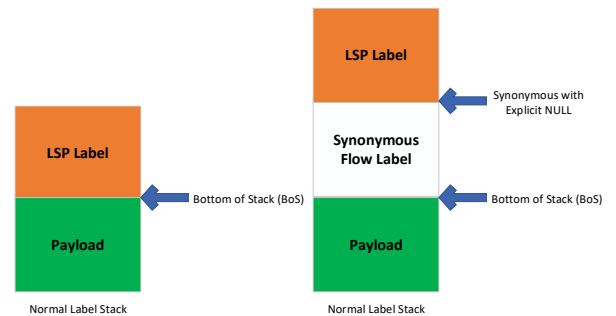 LSP Label
Bottom of Stack (BoS)
Payload
Normal Label Stack
LSP Label
Synonymous with
Explicit NULL
Synonymous
Flow Label
Bottom of Stack (BoS)
Payload
Normal Label Stack